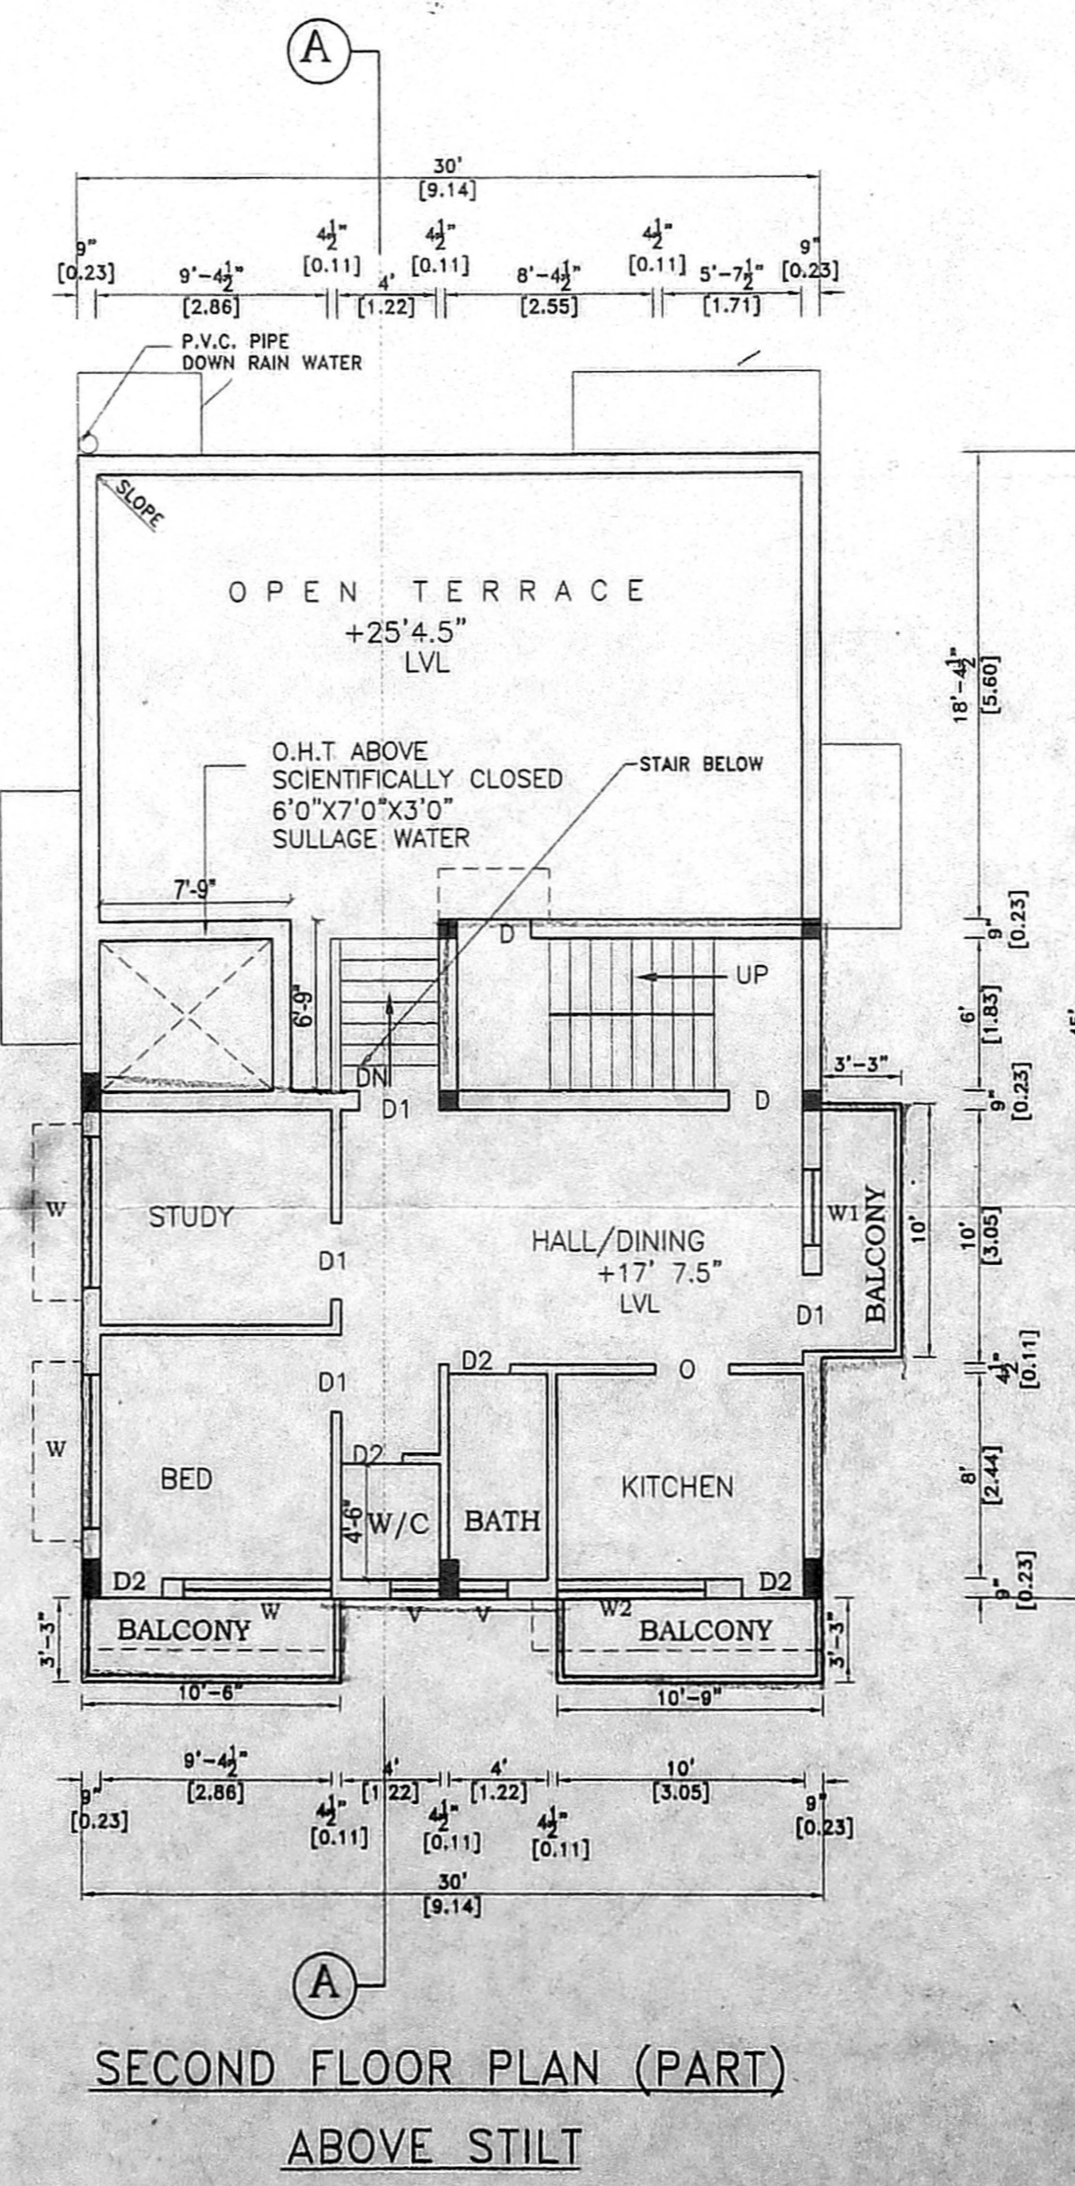 A
30'
[9.14]
9"
[0.23]
9'-4½"
[2.86]
4½"
[0.11]
4'
[1.22]
4½"
[0.11]
8'-4½"
[2.55]
4½"
[0.11]
5'-7½"
[1.71]
9"
[0.23]
P.V.C. PIPE
DOWN RAIN WATER
SLOPE
OPEN TERRACE
+25'4.5"
LVL
18'-4½"
[5.60]
O.H.T ABOVE
SCIENTIFICALLY CLOSED
6'0"X7'0"X3'0"
SULLAGE WATER
STAIR BELOW
7'-9"
D
9"
[0.23]
UP
6'-9"
6'
[1.83]
DN
D1
D
3'-3"
9"
[0.23]
W
STUDY
D1
HALL/DINING
+17' 7.5"
LVL
W1
BALCONY
10'
10'
[3.05]
D1
D1
D2
O
4½"
[0.11]
W
BED
D2
4'-6"
W/C
BATH
KITCHEN
8'
[2.44]
D2
D2
9"
[0.23]
W
V
V
W2
BALCONY
BALCONY
3'-3"
3'-3"
10'-6"
10'-9"
9"
[0.23]
9'-4½"
[2.86]
4½"
[0.11]
4'
[1.22]
4½"
[0.11]
4'
[1.22]
4½"
[0.11]
10'
[3.05]
9"
[0.23]
30'
[9.14]
A
SECOND FLOOR PLAN (PART)
ABOVE STILT